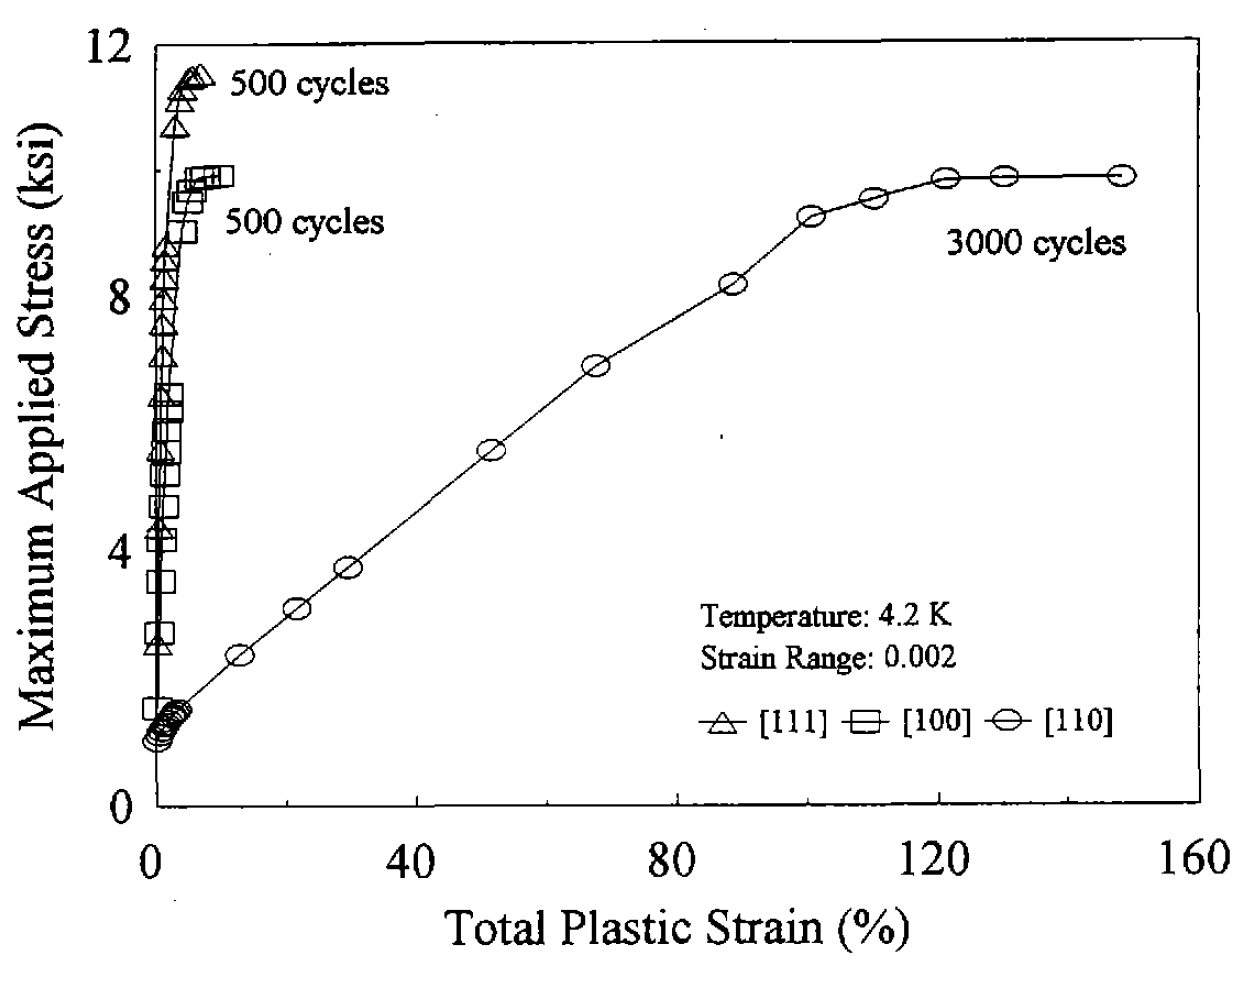 12
500 cycles
500 cycles
3000 cycles
8
4
0
Maximum Applied Stress (ksi)
Temperature: 4.2 K
Strain Range: 0.002
[111] [100] [110]
0 40 80 120 160
Total Plastic Strain (%)